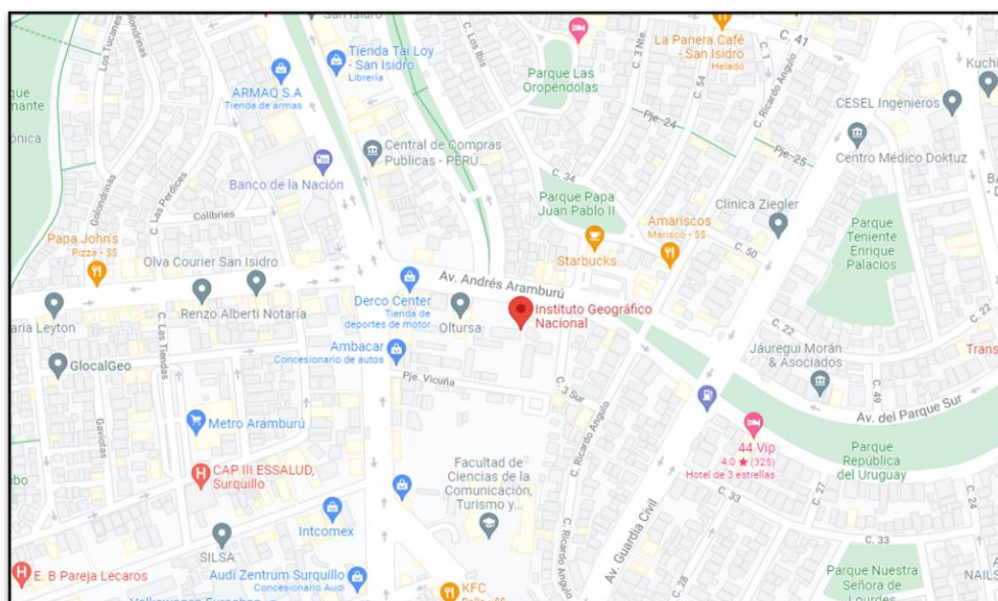 San Isidro
Los Tucanes
Golondrinas
Tienda Tai Loy
- San Isidro
Librería
ARMAQ S.A
Tienda de armas
C. Los Ibis
Parque Las
Oropéndolas
C. 3 Nte.
La Panera Café
- San Isidro
Helado
C. 41
C. 1
C. 54
C. Ricardo Angulo
Pje-24
Pje-25
CESEL Ingenieros
Centro Médico Doktuz
Central de Compras
Publicas - PERÚ...
Banco de la Nación
C. Las Perdices
Golondrinas
Colibries
C. 34
Parque Papa
Juan Pablo II
Amariscos
Marisco - $$
Clínica Ziegler
Parque
Teniente
Enrique
Palacios
C. 50
Papa John's
Pizza - $$
Olva Courier San Isidro
Starbucks
Av. Andrés Aramburú
Renzo Alberti Notaría
Derco Center
Tienda de
deportes de motor
Oltursa
Instituto Geográfico
Nacional
aria Leyton
C. Las Tiendas
C. 22
C. 22
Ambacar
Concesionario de autos
Jáuregui Morán
& Asociados
Trans
GlocalGeo
Pje. Vicuña
C. 3 Sur
C. Ricardo Angulo
C. 49
Av. del Parque Sur
Gaviotas
Metro Aramburú
44 Vip
4.0 ★ (325)
Hotel de 3 estrellas
Parque
República
del Uruguay
CAP III ESSALUD,
Surquillo
Facultad de
Ciencias de la
Comunicación,
Turismo y...
Av. Guardia Civil
C. 33
C. 27
C. 24
Intcomex
SILSA
C. Ricardo Angulo
C. 33
C. 28
E. B Pareja Lecaros
Audi Zentrum Surquillo
Concesionario Audi
KFC
Parque Nuestra
Señora de
Lourdes
NAILS